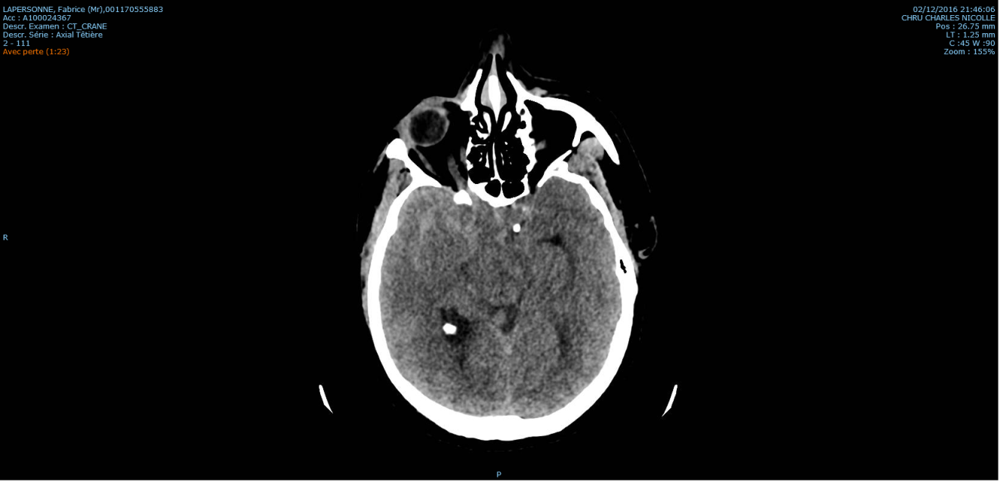 LAPERSONNE, Fabrice (Mr),001170555883
Acc : A100024367
Descr. Examen : CT_CRANE
Descr. Série : Axial Têtière
2 - 111
Avec perte (1:23)
02/12/2016 21:46:06
CHRU CHARLES NICOLLE
Pos : 26.75 mm
LT : 1.25 mm
C :45 W :90
Zoom : 155%
R
P